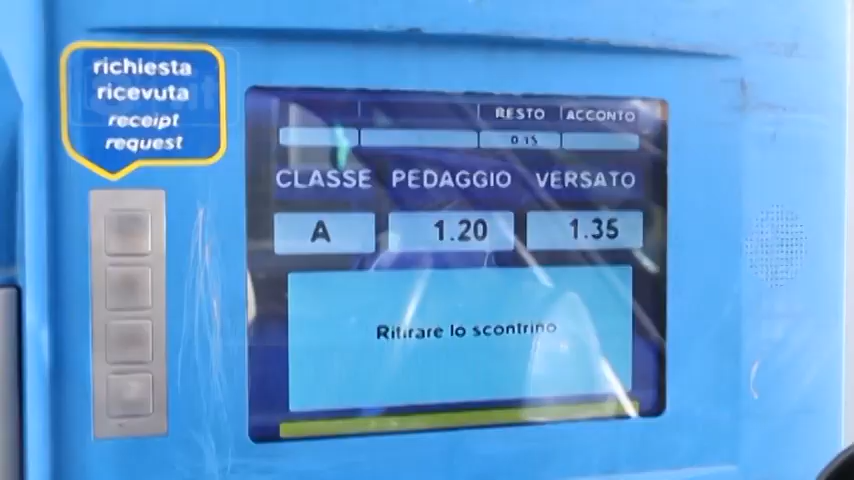 richiesta
ricevuta
receipt
request
RESTO ACCONTO
0.15
CLASSE PEDAGGIO VERSATO
A 1.20 1.35
Ritirare lo scontrino